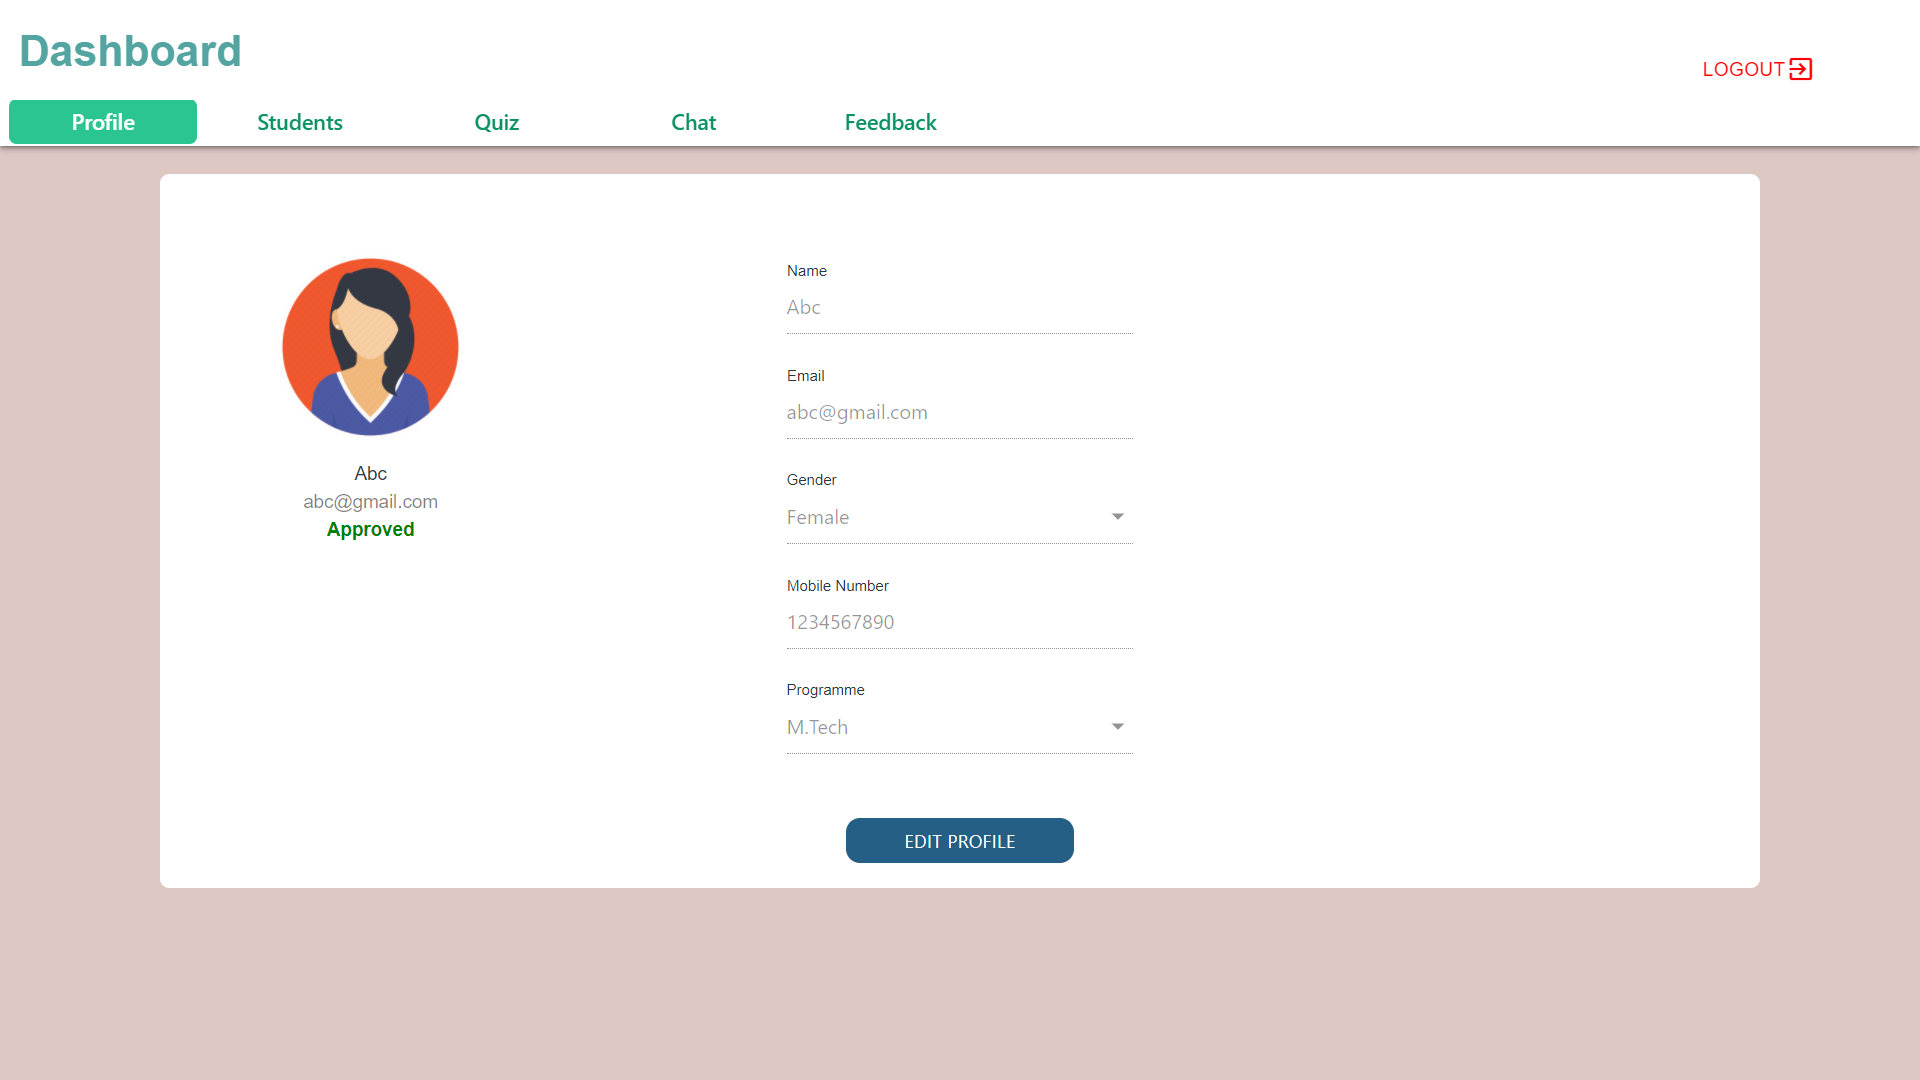 Dashboard
LOGOUT
Profile Students Quiz Chat Feedback
Abc
abc@gmail.com
Approved
Name
Abc
Email
abc@gmail.com
Gender
Female
Mobile Number
1234567890
Programme
M.Tech
EDIT PROFILE